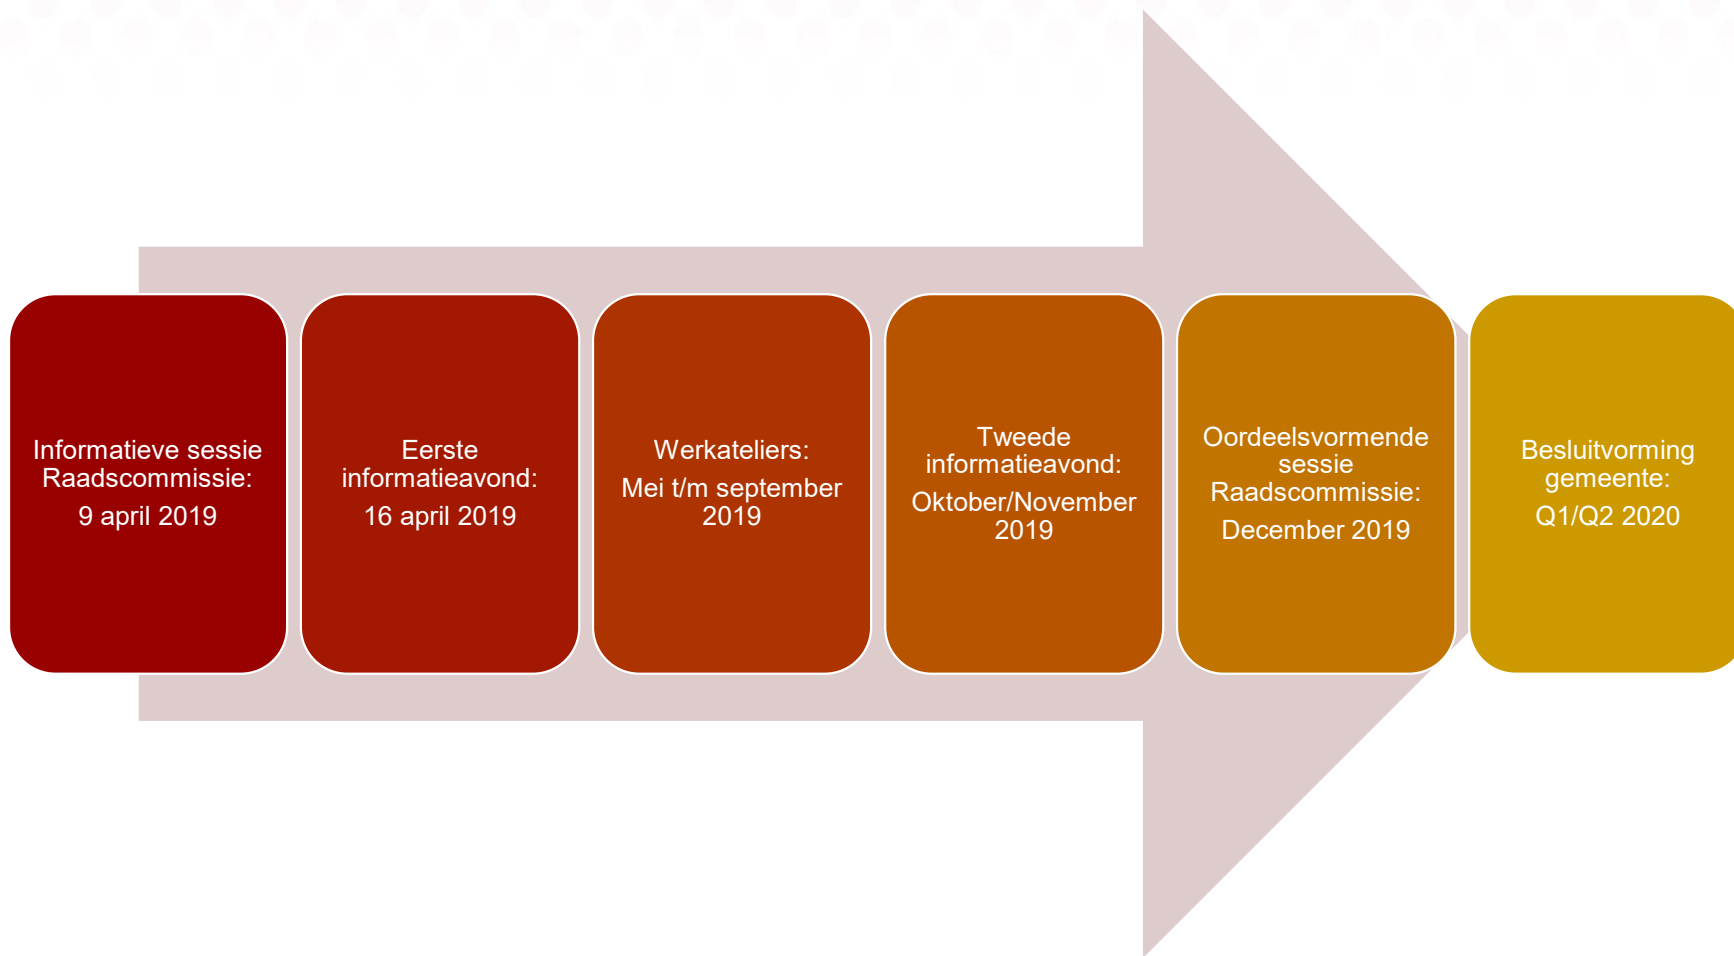 Informatieve sessie
Raadscommissie:
9 april 2019
Eerste
informatieavond:
16 april 2019
Werkateliers:
Mei t/m september
2019
Tweede
informatieavond:
Oktober/November
2019
Oordeelsvormende
sessie
Raadscommissie:
December 2019
Besluitvorming
gemeente:
Q1/Q2 2020